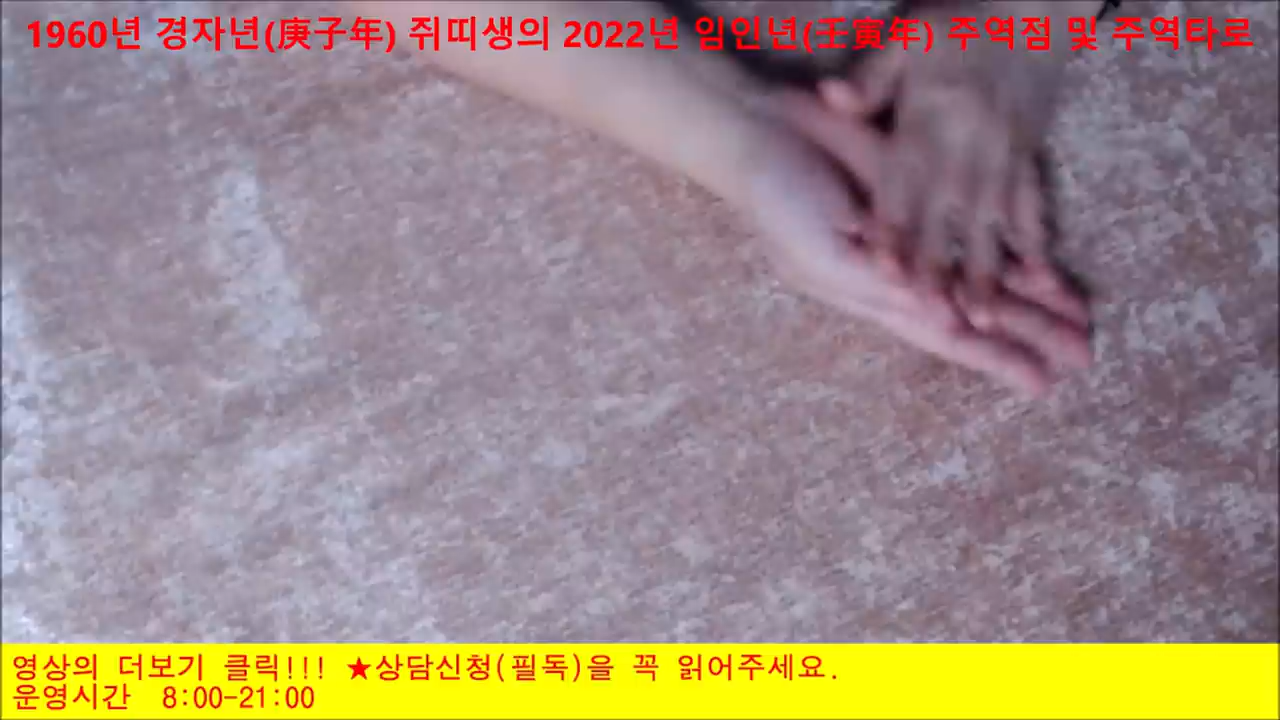 1960년 경자년(庚子年) 쥐띠생의 2022년 임인년(壬寅年) 주역점 및 주역타로
영상의 더보기 클릭!!! ★상담신청(필독)을 꼭 읽어주세요.
운영시간 8:00-21:00